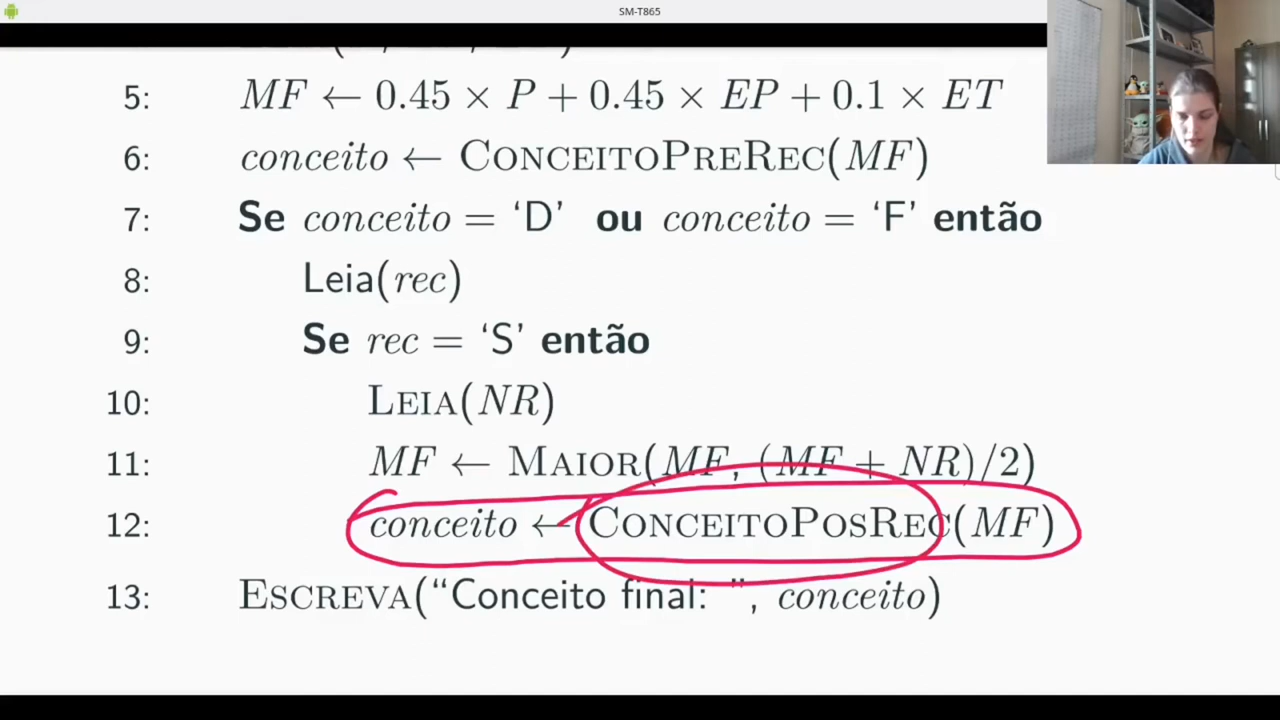 SM-T865
5: MF ← 0.45 × P + 0.45 × EP + 0.1 × ET
6: conceito ← CONCEITOPREREC(MF)
7: Se conceito = ‘D’ ou conceito = ‘F’ então
8: Leia(rec)
9: Se rec = ‘S’ então
10: LEIA(NR)
11: MF ← MAIOR(MF, (MF + NR)/2)
12: conceito ← CONCEITOPOSREC(MF)
13: ESCREVA(“Conceito final: ”, conceito)